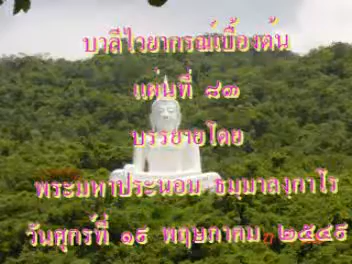 บาลีไวยากรณ์เบื้องต้น
แผ่นที่ ๘๓
บรรยายโดย
พระมหาประนอม ธมฺมาลงฺกาโร
วันศุกร์ที่ ๑๙ พฤษภาคม ๒๕๔๙